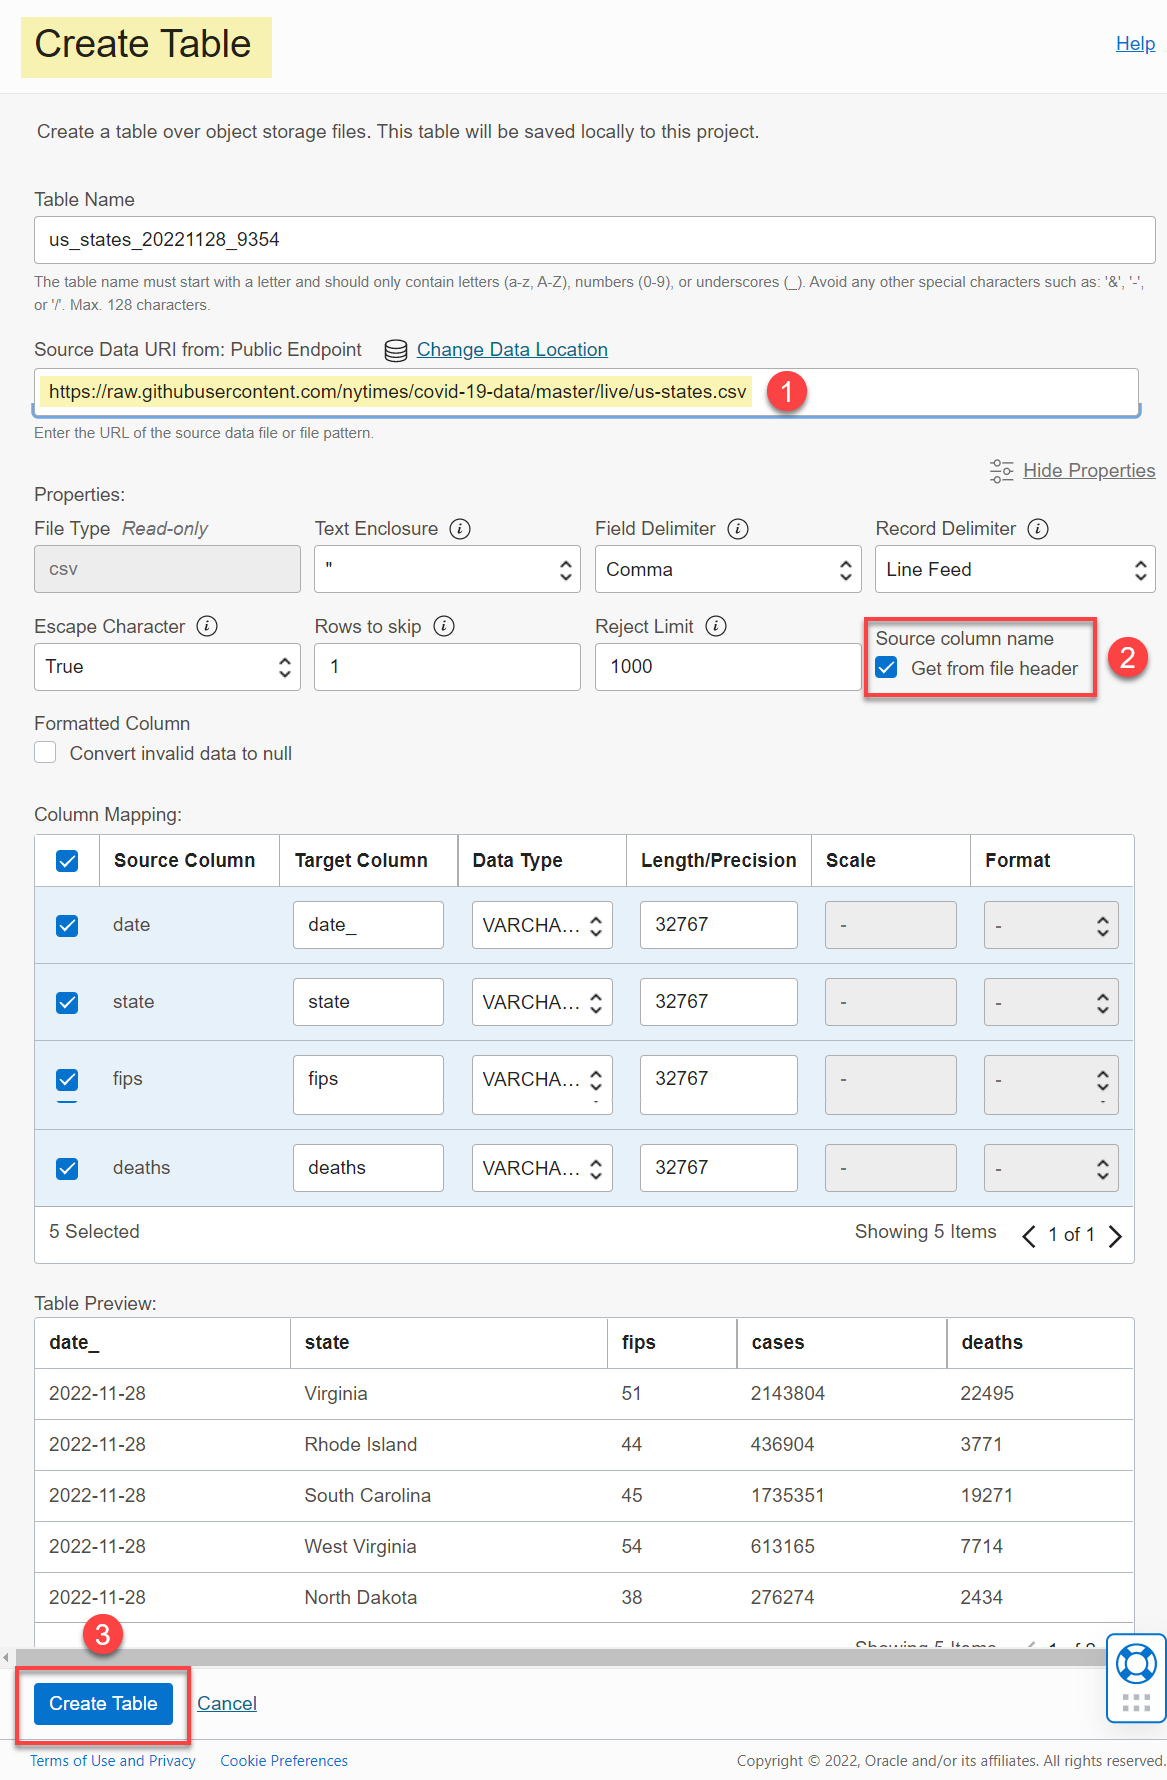 Create Table
Help
Create a table over object storage files. This table will be saved locally to this project.
Table Name
us_states_20221128_9354
The table name must start with a letter and should only contain letters (a-z, A-Z), numbers (0-9), or underscores (_). Avoid any other special characters such as: '&', '-',
or '/'. Max. 128 characters.
Source Data URI from: Public Endpoint Change Data Location
https://raw.githubusercontent.com/nytimes/covid-19-data/master/live/us-states.csv 1
Enter the URL of the source data file or file pattern.
Hide Properties
Properties:
File Type Read-only Text Enclosure Field Delimiter Record Delimiter
csv " Comma Line Feed
Escape Character Rows to skip Reject Limit Source column name
True 1 1000 Get from file header 2
Formatted Column
Convert invalid data to null
Column Mapping:
Source Column Target Column Data Type Length/Precision Scale Format
date date_ VARCHA... 32767 - -
state state VARCHA... 32767 - -
fips fips VARCHA... 32767 - -
deaths deaths VARCHA... 32767 - -
5 Selected Showing 5 Items 1 of 1
Table Preview:
date_ state fips cases deaths
2022-11-28 Virginia 51 2143804 22495
2022-11-28 Rhode Island 44 436904 3771
2022-11-28 South Carolina 45 1735351 19271
2022-11-28 West Virginia 54 613165 7714
2022-11-28 North Dakota 38 276274 2434
3
Showing 5 Items 1 of
Create Table Cancel
Terms of Use and Privacy Cookie Preferences Copyright © 2022, Oracle and/or its affiliates. All rights reserved.